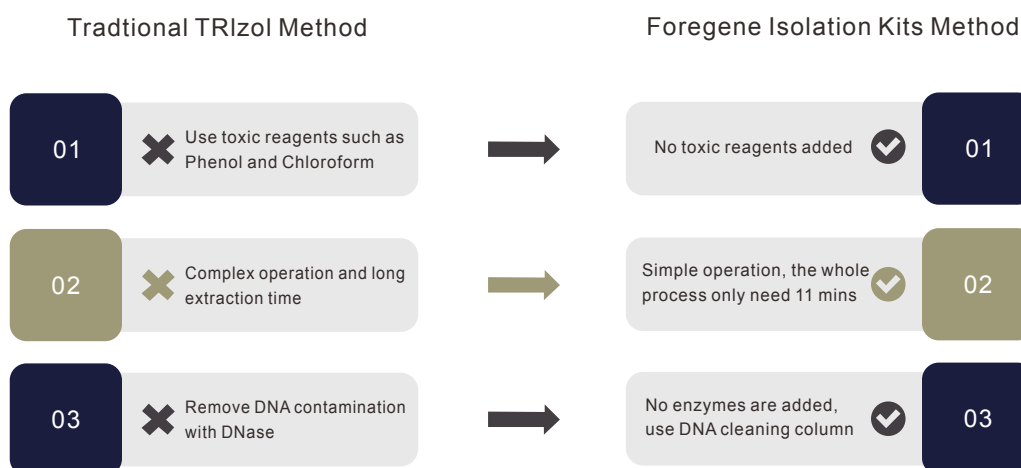 Tradtional TRIzol Method
Foregene Isolation Kits Method
01
Use toxic reagents such as
Phenol and Chloroform
No toxic reagents added
01
02
Complex operation and long
extraction time
Simple operation, the whole
process only need 11 mins
02
03
Remove DNA contamination
with DNase
No enzymes are added,
use DNA cleaning column
03